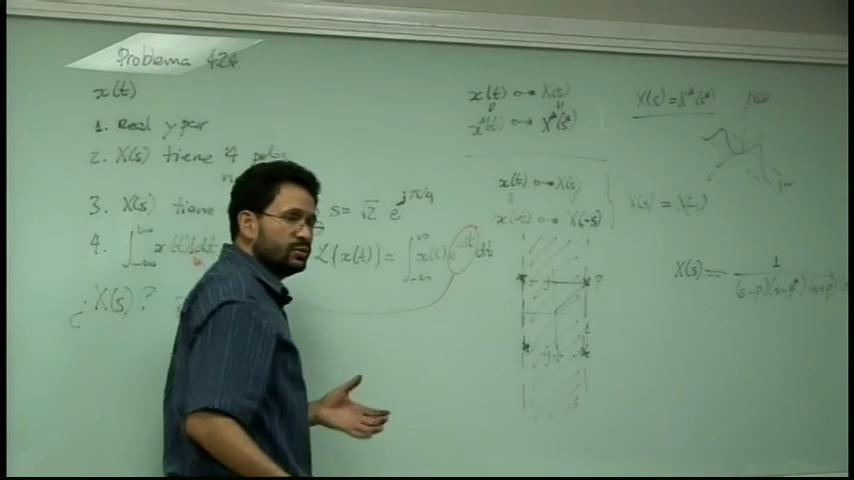 Problema 4.24
x(t)
1. Real y par
2. X(s) tiene 4 polos
3. X(s) tiene s = √2 e^{jπ/4}
4. ∫_{-∞}^{∞} x(t)dt
¿X(s)?
L{x(t)} = ∫_{-∞}^{∞} x(t) e^{-st} dt
x(t) ○─● X(s)
x*(t) ○─● X*(s*)
x(t) ○─● X(s)
x(-t) ○─● X(-s)
X(s) = X*(s*)
X(s) = X(-s)
jω
P
X(s) = 1 / (s-p)(s-p*)(s+p)(s